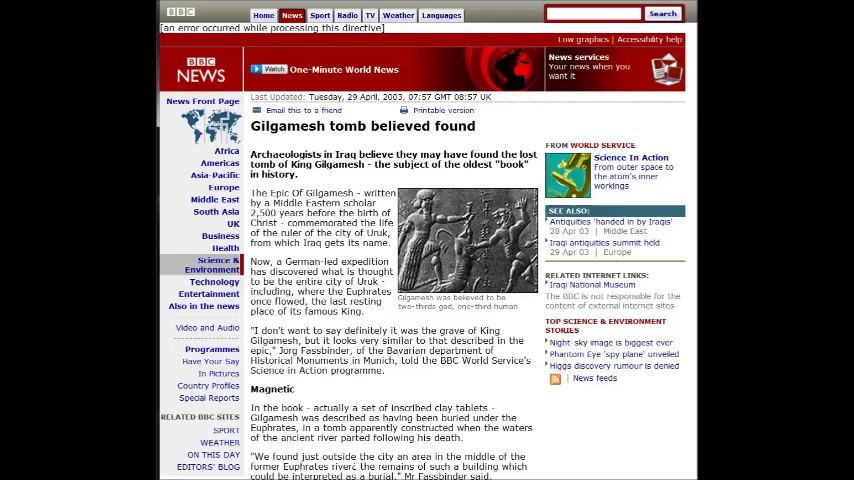 BBC
Home News Sport Radio TV Weather Languages
Search
[an error occurred while processing this directive]
Low graphics | Accessibility help
BBC
NEWS
Watch One-Minute World News
News services
Your news when you
want it
News Front Page
Africa
Americas
Asia-Pacific
Europe
Middle East
South Asia
UK
Business
Health
Science &
Environment
Technology
Entertainment
Also in the news
Video and Audio
Programmes
Have Your Say
In Pictures
Country Profiles
Special Reports
RELATED BBC SITES
SPORT
WEATHER
ON THIS DAY
EDITORS' BLOG
Last Updated: Tuesday, 29 April, 2003, 07:57 GMT 08:57 UK
Email this to a friend Printable version
Gilgamesh tomb believed found
Archaeologists in Iraq believe they may have found the lost
tomb of King Gilgamesh - the subject of the oldest "book"
in history.
The Epic Of Gilgamesh - written
by a Middle Eastern scholar
2,500 years before the birth of
Christ - commemorated the life
of the ruler of the city of Uruk,
from which Iraq gets its name.
Now, a German-led expedition
has discovered what is thought
to be the entire city of Uruk -
including, where the Euphrates
once flowed, the last resting
place of its famous King.
Gilgamesh was believed to be
two-thirds god, one-third human
"I don't want to say definitely it was the grave of King
Gilgamesh, but it looks very similar to that described in the
epic," Jorg Fassbinder, of the Bavarian department of
Historical Monuments in Munich, told the BBC World Service's
Science in Action programme.
Magnetic
In the book - actually a set of inscribed clay tablets -
Gilgamesh was described as having been buried under the
Euphrates, in a tomb apparently constructed when the waters
of the ancient river parted following his death.
"We found just outside the city an area in the middle of the
former Euphrates river the remains of such a building which
could be interpreted as a burial," Mr Fassbinder said.
FROM WORLD SERVICE
Science In Action
From outer space to
the atom's inner
workings
SEE ALSO:
Antiquities 'handed in by Iraqis'
28 Apr 03 | Middle East
Iraqi antiquities summit held
29 Apr 03 | Europe
RELATED INTERNET LINKS:
Iraqi National Museum
The BBC is not responsible for the
content of external internet sites
TOP SCIENCE & ENVIRONMENT
STORIES
Night-sky image is biggest ever
Phantom Eye 'spy plane' unveiled
Higgs discovery rumour is denied
News feeds